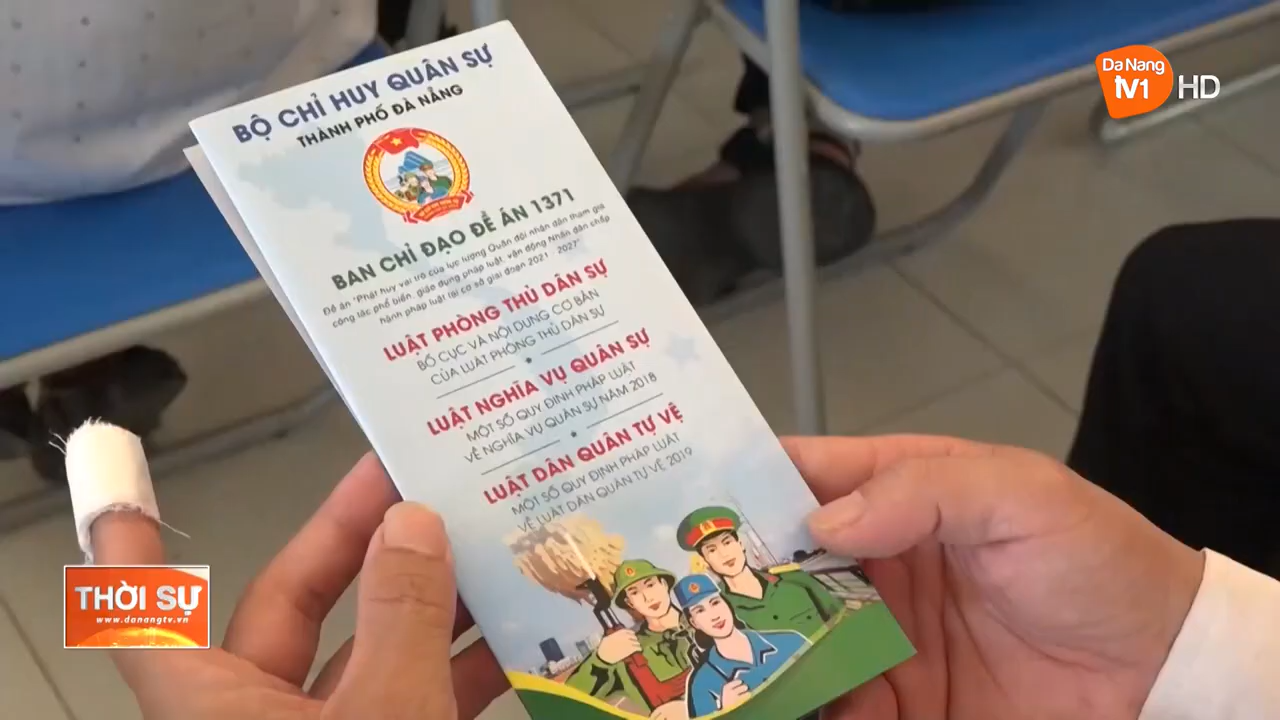 BỘ CHỈ HUY QUÂN SỰ
THÀNH PHỐ ĐÀ NẴNG
BAN CHỈ ĐẠO ĐỀ ÁN 1371
Đề án "Phát huy vai trò của lực lượng Quân đội nhân dân tham gia
công tác phổ biến, giáo dục pháp luật, vận động Nhân dân chấp
hành pháp luật tại cơ sở giai đoạn 2021 - 2027"
LUẬT PHÒNG THỦ DÂN SỰ
BỐ CỤC VÀ NỘI DUNG CƠ BẢN
CỦA LUẬT PHÒNG THỦ DÂN SỰ
LUẬT NGHĨA VỤ QUÂN SỰ
MỘT SỐ QUY ĐỊNH PHÁP LUẬT
VỀ NGHĨA VỤ QUÂN SỰ NĂM 2018
LUẬT DÂN QUÂN TỰ VỆ
MỘT SỐ QUY ĐỊNH PHÁP LUẬT
VỀ LUẬT DÂN QUÂN TỰ VỆ 2019
Da Nang
TV1 HD
THỜI SỰ
www.danangtv.vn